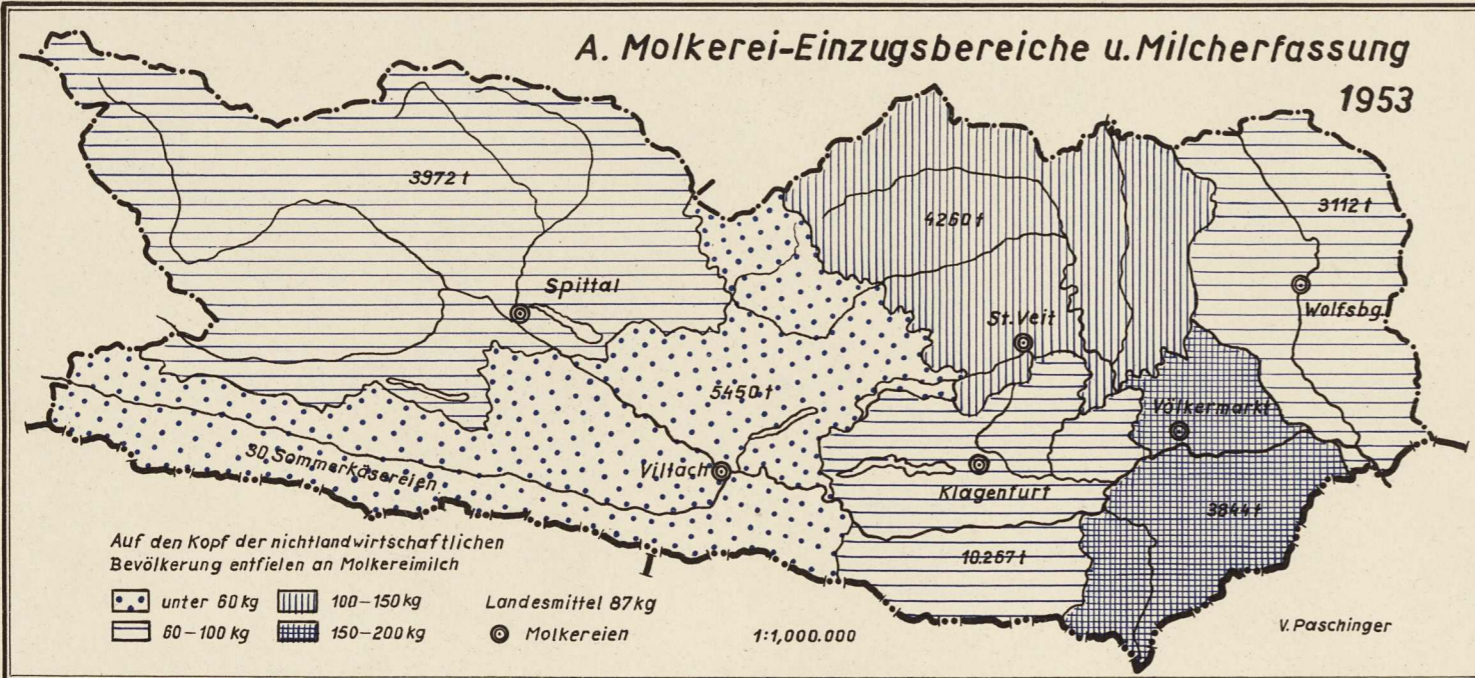 A. Molkerei-Einzugsbereiche u. Milcherfassung
1953
3972 t
4260 t
3112 t
Spittal
St. Veit
Wolfsbg.
5450 t
Völkermarkt
30 Sommerkäsereien
Villach
Klagenfurt
3844 t
10.267 t
Auf den Kopf der nichtlandwirtschaftlichen
Bevölkerung entfielen an Molkereimilch
unter 60 kg
100–150 kg
Landesmittel 87 kg
60–100 kg
150–200 kg
Molkereien
1:1,000.000
V. Paschinger